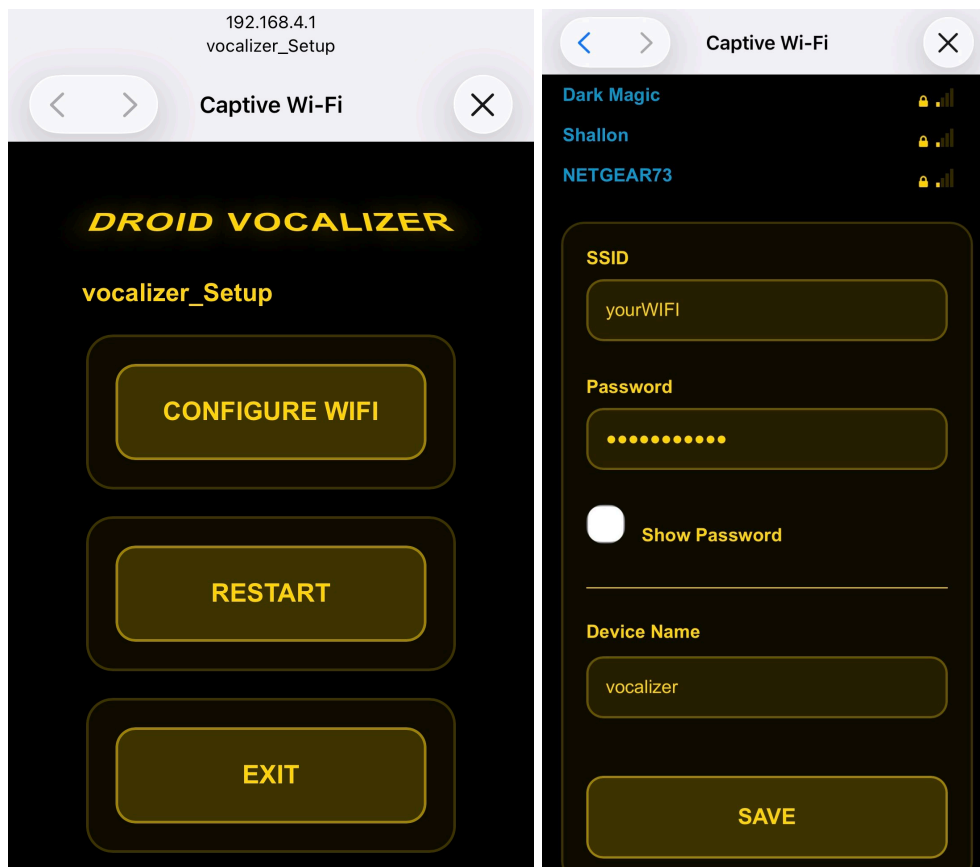 192.168.4.1
vocalizer_Setup
Captive Wi-Fi
DROID VOCALIZER
vocalizer_Setup
CONFIGURE WIFI
RESTART
EXIT
Captive Wi-Fi
Dark Magic
Shallon
NETGEAR73
SSID
yourWIFI
Password
•••••••••••
Show Password
Device Name
vocalizer
SAVE